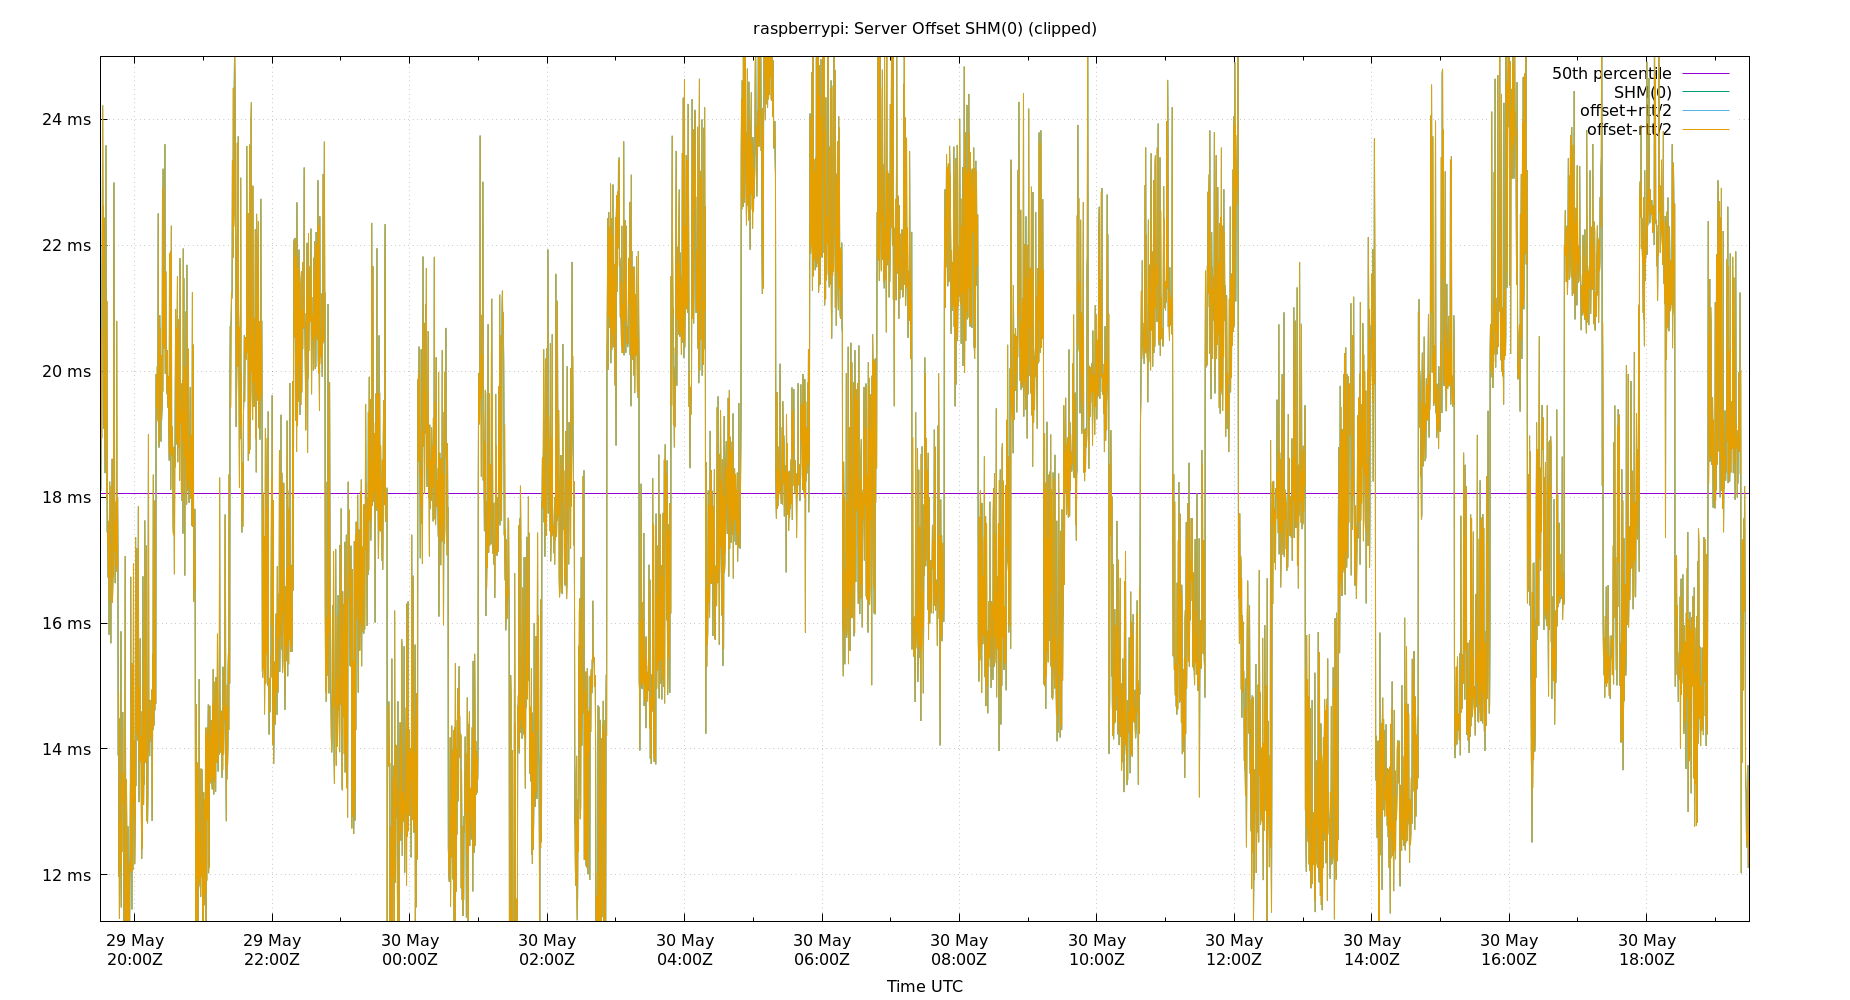 raspberrypi: Server Offset SHM(0) (clipped)
50th percentile
SHM(0)
offset+rtt/2
offset-rtt/2
24 ms
22 ms
20 ms
18 ms
16 ms
14 ms
12 ms
29 May 29 May 30 May 30 May 30 May 30 May 30 May 30 May 30 May 30 May 30 May 30 May
20:00Z 22:00Z 00:00Z 02:00Z 04:00Z 06:00Z 08:00Z 10:00Z 12:00Z 14:00Z 16:00Z 18:00Z
Time UTC